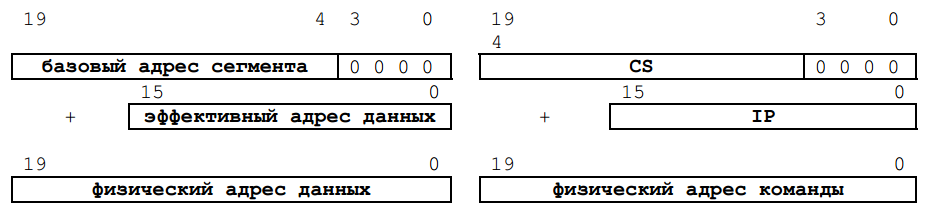 19 4 3 0 19 3 0
4
базовый адрес сегмента 0 0 0 0 CS 0 0 0 0
15 0 15 0
+ эффективный адрес данных + IP
19 0 19 0
физический адрес данных физический адрес команды